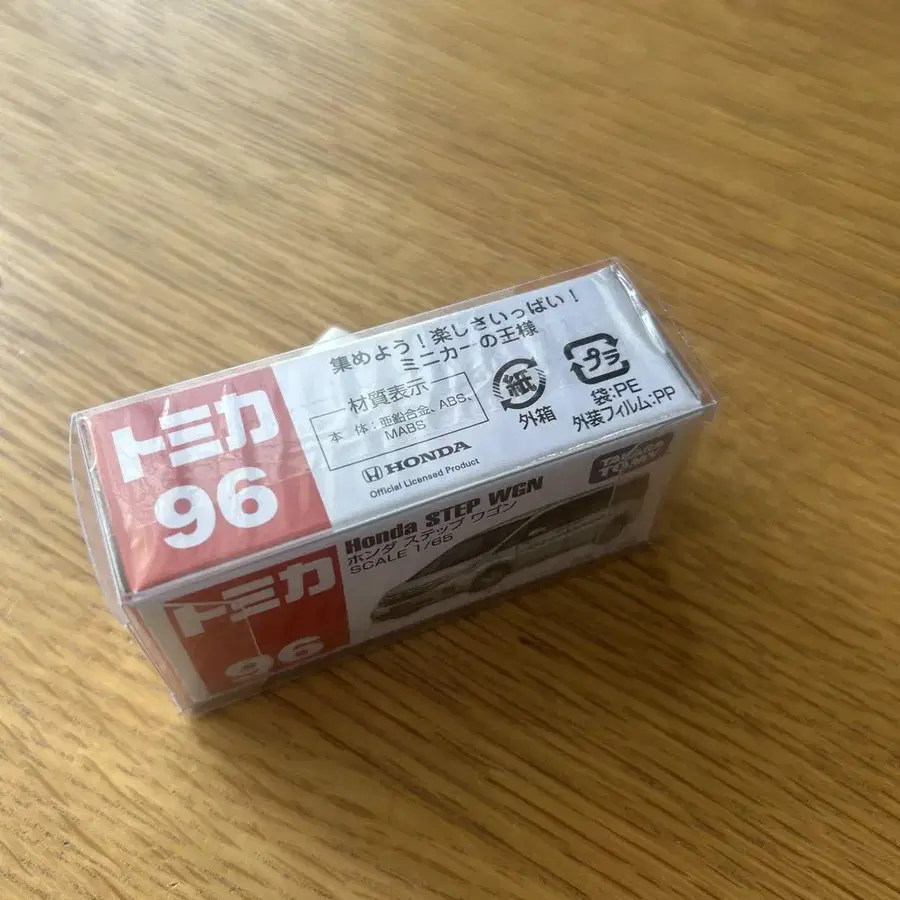 トミカ
96
集めよう！楽しさいっぱい！
ミニカーの王様
材質表示
本 体：亜鉛合金、ABS、
MABS
HONDA
Official Licensed Product
紙
外箱
プラ
袋:PE
外装フィルム:PP
トミカ
96
Honda STEP WGN
ホンダ ステップ ワゴン
SCALE 1/65
TAKARA
TOMY